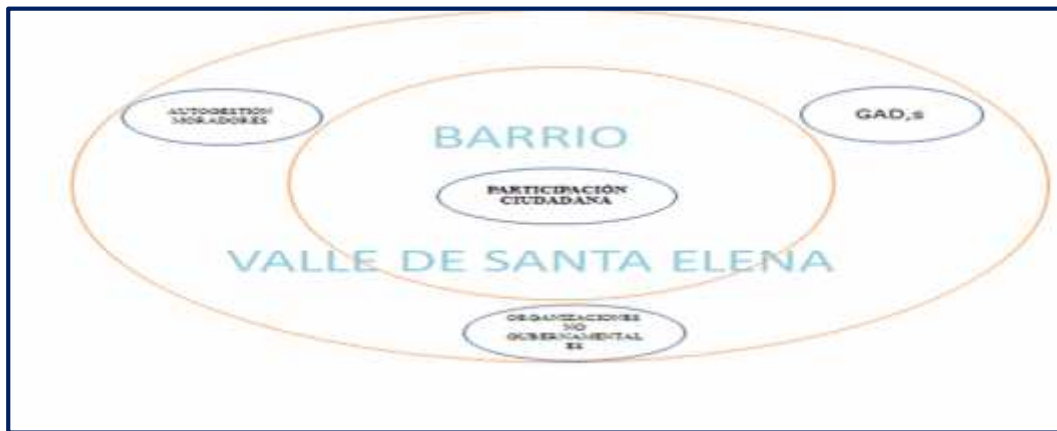 AUTOGESTIÓN
MORADORES
GAD,s
BARRIO
PARTICIPACIÓN
CIUDADANA
VALLE DE SANTA ELENA
ORGANIZACIONES
NO
GUBERNAMENTAL
ES